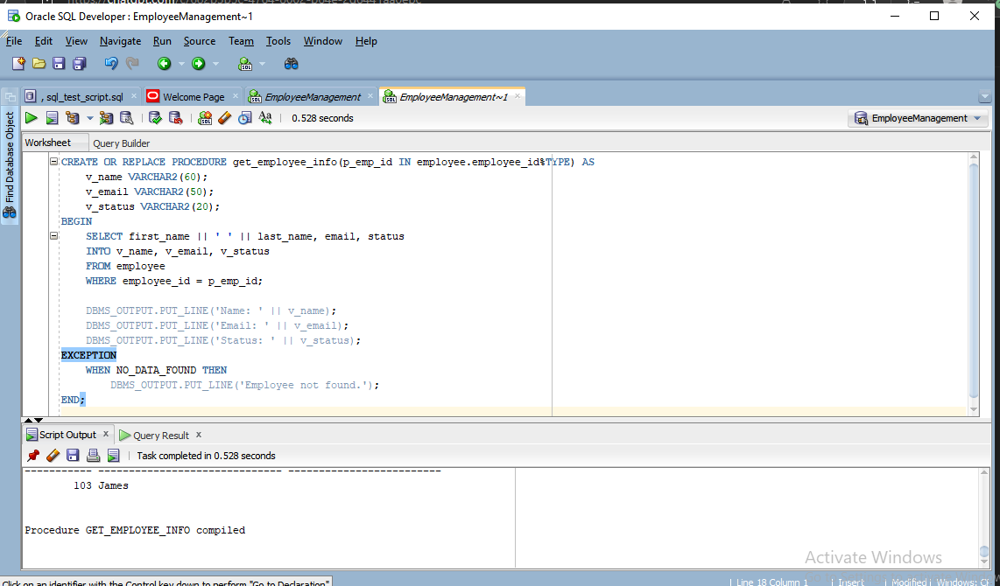 Oracle SQL Developer : EmployeeManagement~1
File Edit View Navigate Run Source Team Tools Window Help
, sql_test_script.sql Welcome Page EmployeeManagement EmployeeManagement~1
0.528 seconds EmployeeManagement
Find Database Object
Worksheet Query Builder
CREATE OR REPLACE PROCEDURE get_employee_info(p_emp_id IN employee.employee_id%TYPE) AS
v_name VARCHAR2(60);
v_email VARCHAR2(50);
v_status VARCHAR2(20);
BEGIN
SELECT first_name || ' ' || last_name, email, status
INTO v_name, v_email, v_status
FROM employee
WHERE employee_id = p_emp_id;
DBMS_OUTPUT.PUT_LINE('Name: ' || v_name);
DBMS_OUTPUT.PUT_LINE('Email: ' || v_email);
DBMS_OUTPUT.PUT_LINE('Status: ' || v_status);
EXCEPTION
WHEN NO_DATA_FOUND THEN
DBMS_OUTPUT.PUT_LINE('Employee not found.');
END;
Script Output x Query Result x
Task completed in 0.528 seconds
----------- ------------------------------ -------------------------
103 James
Procedure GET_EMPLOYEE_INFO compiled
Activate Windows
Click on an identifier with the Control key down to perform "Go to Declaration"
Line 18 Column 1 Insert Modified Windows: